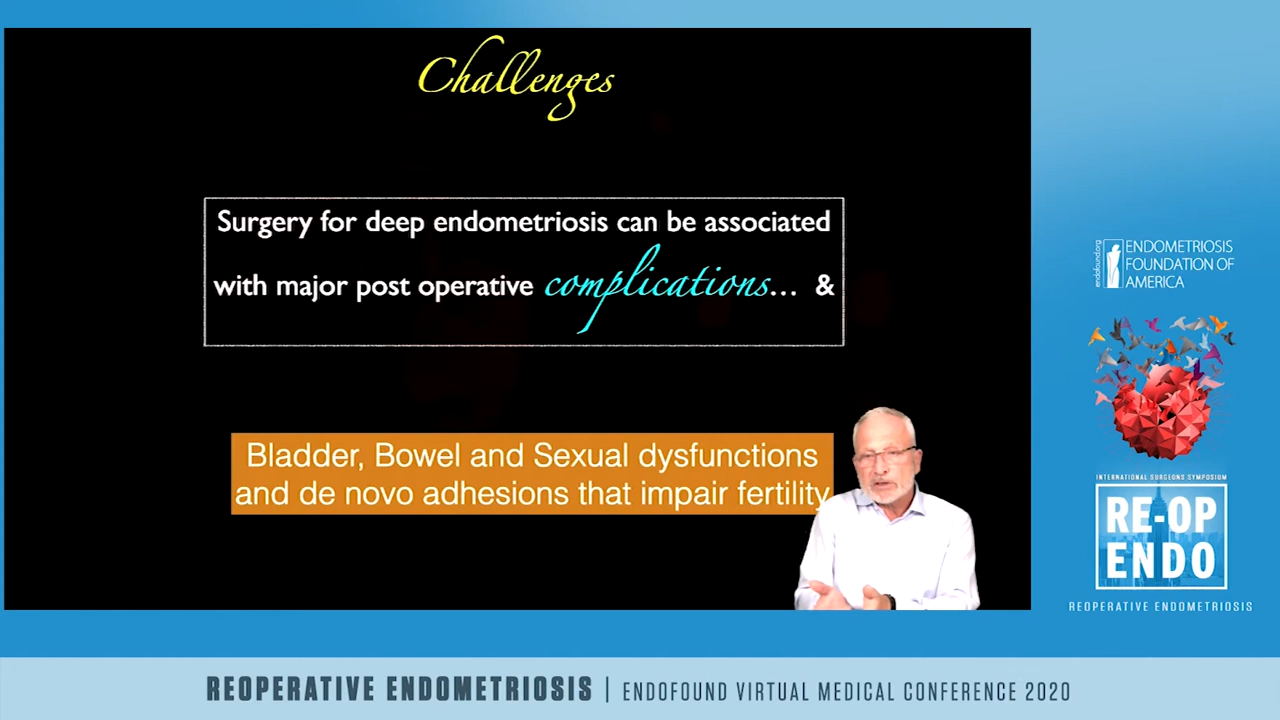 Challenges
Surgery for deep endometriosis can be associated
with major post operative complications... &
Bladder, Bowel and Sexual dysfunctions
and de novo adhesions that impair fertility
endofound.org
ENDOMETRIOSIS
FOUNDATION OF
AMERICA
INTERNATIONAL SURGEONS SYMPOSIUM
RE-OP
ENDO
REOPERATIVE ENDOMETRIOSIS
REOPERATIVE ENDOMETRIOSIS | ENDOFOUND VIRTUAL MEDICAL CONFERENCE 2020